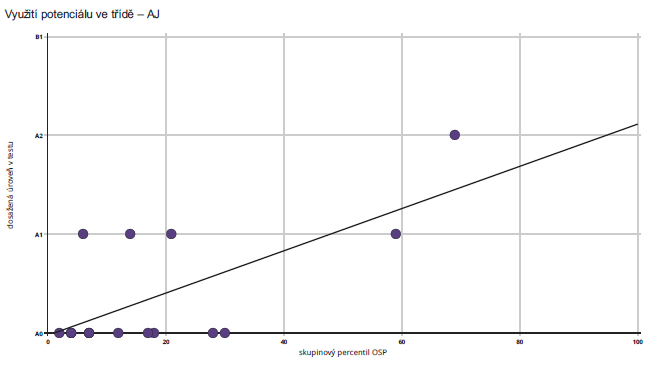 Využití potenciálu ve třídě – AJ
B1
A2
dosažená úroveň v testu
A1
A0
0 20 40 60 80 100
skupinový percentil OSP